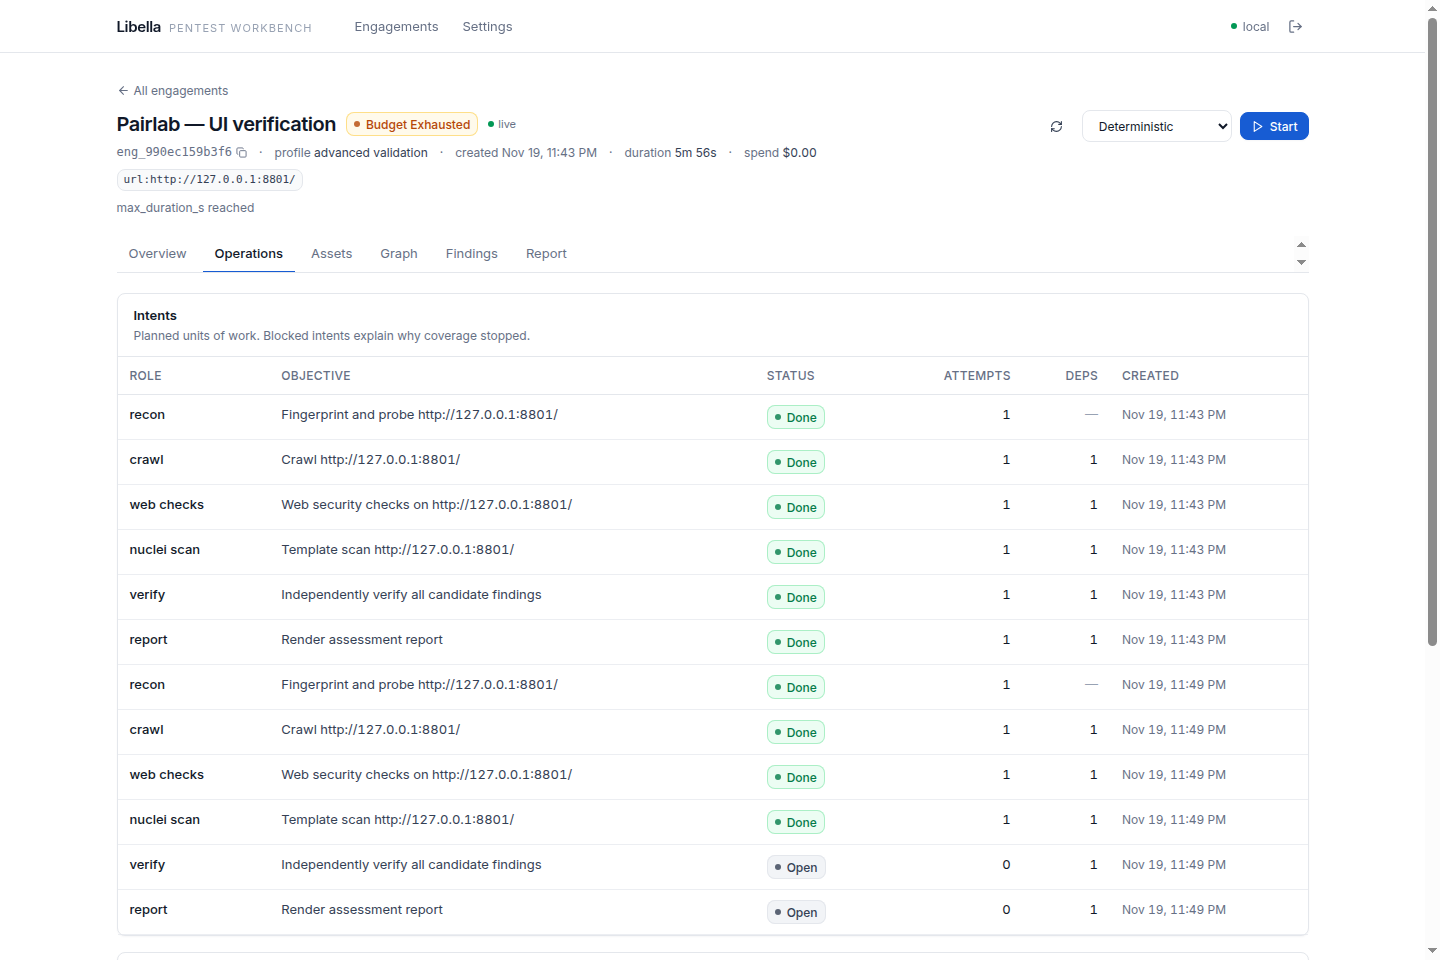 Libella PENTEST WORKBENCH Engagements Settings local
All engagements
Pairlab — UI verification Budget Exhausted live Deterministic Start
eng_990ec159b3f6 · profile advanced validation · created Nov 19, 11:43 PM · duration 5m 56s · spend $0.00
url:http://127.0.0.1:8801/
max_duration_s reached
Overview Operations Assets Graph Findings Report
Intents
Planned units of work. Blocked intents explain why coverage stopped.
ROLE OBJECTIVE STATUS ATTEMPTS DEPS CREATED
recon Fingerprint and probe http://127.0.0.1:8801/ Done 1 — Nov 19, 11:43 PM
crawl Crawl http://127.0.0.1:8801/ Done 1 1 Nov 19, 11:43 PM
web checks Web security checks on http://127.0.0.1:8801/ Done 1 1 Nov 19, 11:43 PM
nuclei scan Template scan http://127.0.0.1:8801/ Done 1 1 Nov 19, 11:43 PM
verify Independently verify all candidate findings Done 1 1 Nov 19, 11:43 PM
report Render assessment report Done 1 1 Nov 19, 11:43 PM
recon Fingerprint and probe http://127.0.0.1:8801/ Done 1 — Nov 19, 11:49 PM
crawl Crawl http://127.0.0.1:8801/ Done 1 1 Nov 19, 11:49 PM
web checks Web security checks on http://127.0.0.1:8801/ Done 1 1 Nov 19, 11:49 PM
nuclei scan Template scan http://127.0.0.1:8801/ Done 1 1 Nov 19, 11:49 PM
verify Independently verify all candidate findings Open 0 1 Nov 19, 11:49 PM
report Render assessment report Open 0 1 Nov 19, 11:49 PM